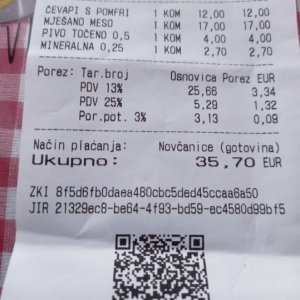 ĆEVAPI S POMFRI 1 KOM 12,00 12,00
MJEŠANO MESO 1 KOM 17,00 17,00
PIVO TOČENO 0,5 1 KOM 4,00 4,00
MINERALNA 0,25 1 KOM 2,70 2,70
Porez: Tar.broj Osnovica Porez EUR
PDV 13% 25,66 3,34
PDV 25% 5,29 1,32
Por.pot. 3% 3,13 0,09
Način plaćanja: Novčanice (gotovina)
Ukupno: 35,70 EUR
ZKI 8f5d6fb0daea480cbc5ded45ccaa6a50
JIR 21329ec8-be64-4f93-bd59-ec4580d99bf5